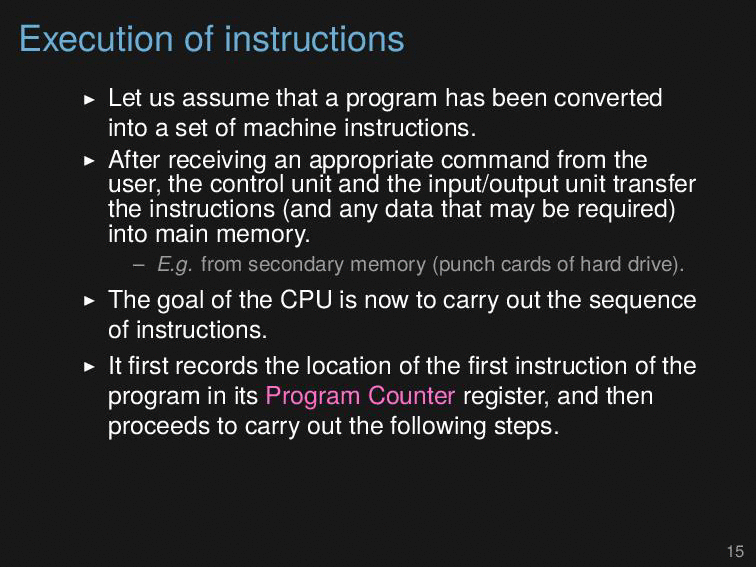 Execution of instructions
▶ Let us assume that a program has been converted
into a set of machine instructions.
▶ After receiving an appropriate command from the
user, the control unit and the input/output unit transfer
the instructions (and any data that may be required)
into main memory.
– E.g. from secondary memory (punch cards of hard drive).
▶ The goal of the CPU is now to carry out the sequence
of instructions.
▶ It first records the location of the first instruction of the
program in its Program Counter register, and then
proceeds to carry out the following steps.
15